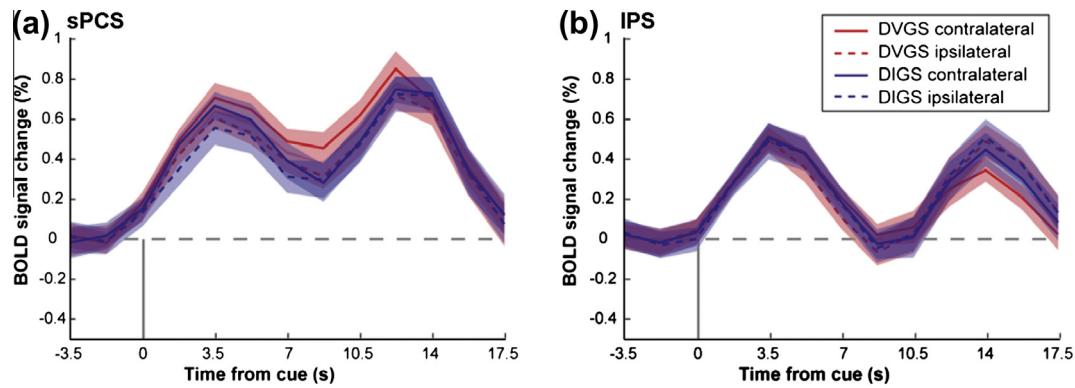 (a) sPCS
BOLD signal change (%)
1
0.8
0.6
0.4
0.2
0
-0.2
-0.4
-3.5 0 3.5 7 10.5 14 17.5
Time from cue (s)
(b) IPS
DVGS contralateral
DVGS ipsilateral
DIGS contralateral
DIGS ipsilateral
BOLD signal change (%)
1
0.8
0.6
0.4
0.2
0
-0.2
-0.4
-3.5 0 3.5 7 10.5 14 17.5
Time from cue (s)